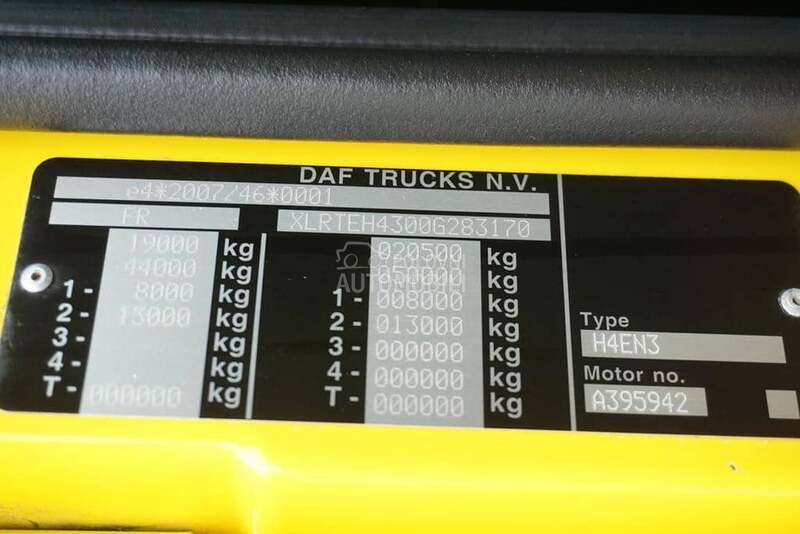 DAF TRUCKS N.V.
e4*2007/46*0001
FR XLRTEH4300G283170
19000 kg 020500 kg
44000 kg 050000 kg
1- 8000 kg 1- 008000 kg
2- 13000 kg 2- 013000 kg
3- kg 3- 000000 kg
4- kg 4- 000000 kg
T- 000000 kg T- 000000 kg
Type
H4EN3
Motor no.
A395942